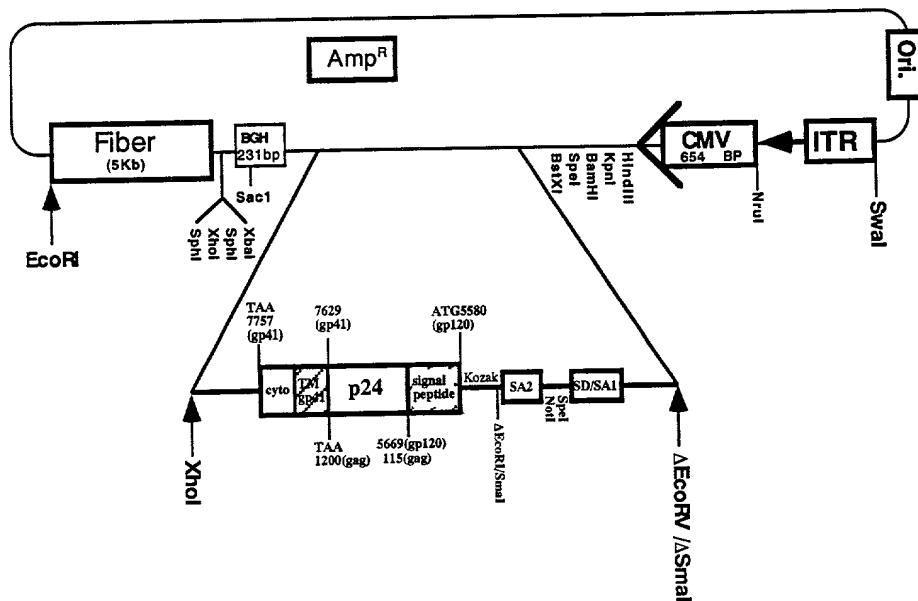 Amp^R
Ori.
Fiber
(5Kb)
BGH
231bp
CMV
654 BP
ITR
Sac1
HindIII
KpnI
BamHI
SpeI
BstXI
NruI
SwaI
XbaI
SphI
XhoI
SphI
EcoRI
TAA
7757
(gp41)
7629
(gp41)
ATG5580
(gp120)
cyto
TM
gp41
p24
signal
peptide
Kozak
SA2
SD/SA1
SpeI
NotI
TAA
1200(gag)
5669(gp120)
115(gag)
ΔEcoRI/SmaI
XhoI
ΔEcoRV /ΔSmaI